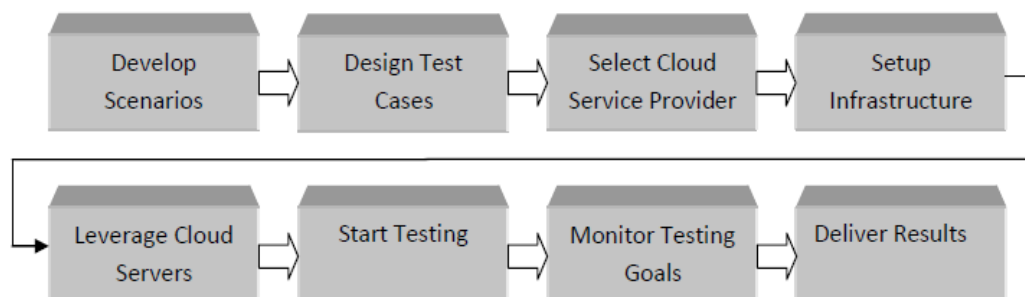 Develop
Scenarios
Design Test
Cases
Select Cloud
Service Provider
Setup
Infrastructure
Leverage Cloud
Servers
Start Testing
Monitor Testing
Goals
Deliver Results